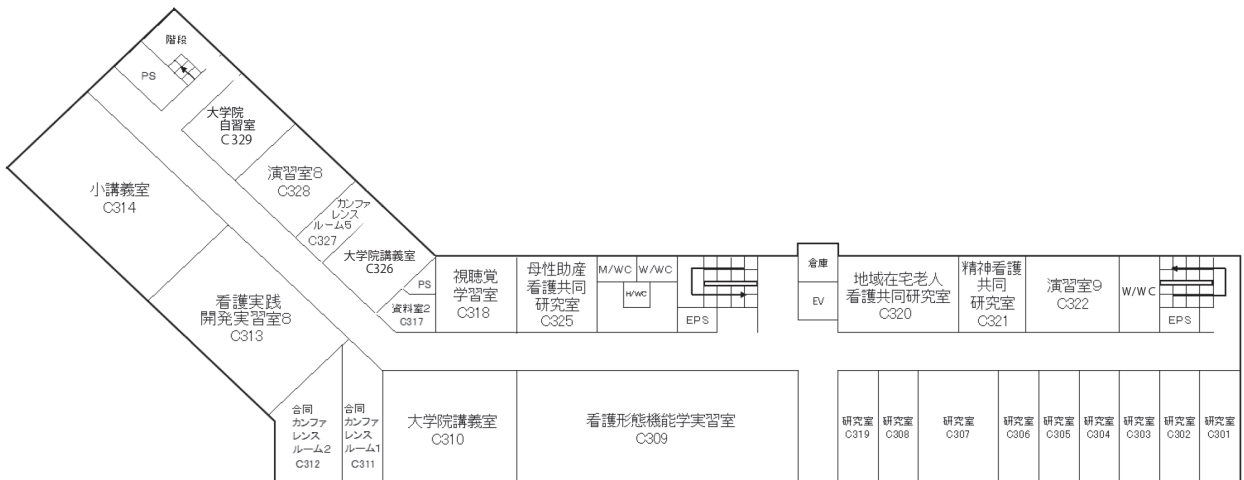 階段
PS
大学院
自習室
C329
演習室8
C328
カンファ
レンス
ルーム5
C327
大学院講義室
C326
PS
資料室2
C317
小講義室
C314
看護実践
開発実習室8
C313
視聴覚
学習室
C318
母性助産
看護共同
研究室
C325
M/WC
W/WC
H/WC
EPS
倉庫
EV
地域在宅老人
看護共同研究室
C320
精神看護
共同
研究室
C321
演習室9
C322
W/WC
EPS
合同
カンファ
レンス
ルーム2
C312
合同
カンファ
レンス
ルーム1
C311
大学院講義室
C310
看護形態機能学実習室
C309
研究室
C319
研究室
C308
研究室
C307
研究室
C306
研究室
C305
研究室
C304
研究室
C303
研究室
C302
研究室
C301